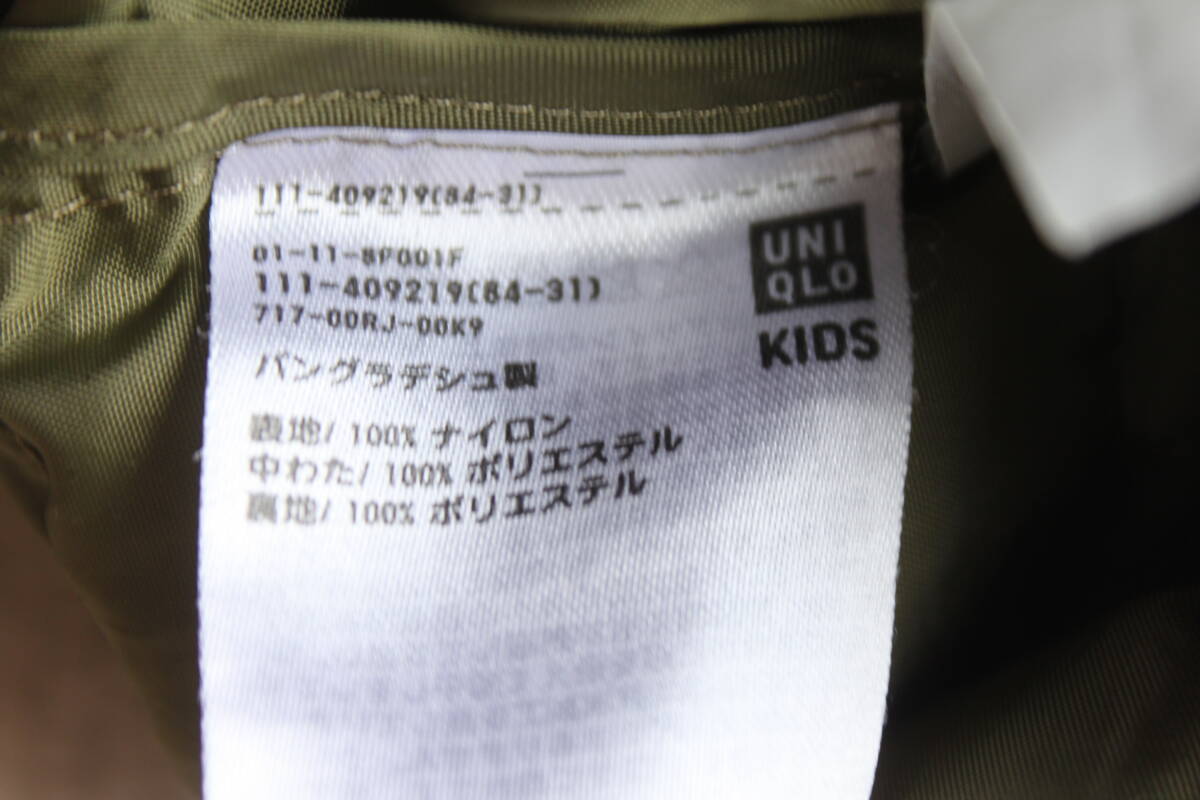 111-409219(84-31)
01-11-8P001F
111-409219(84-31)
717-00RJ-00K9
バングラデシュ製
表地/ 100% ナイロン
中わた/ 100% ポリエステル
裏地/ 100% ポリエステル
UNI
QLO
KIDS